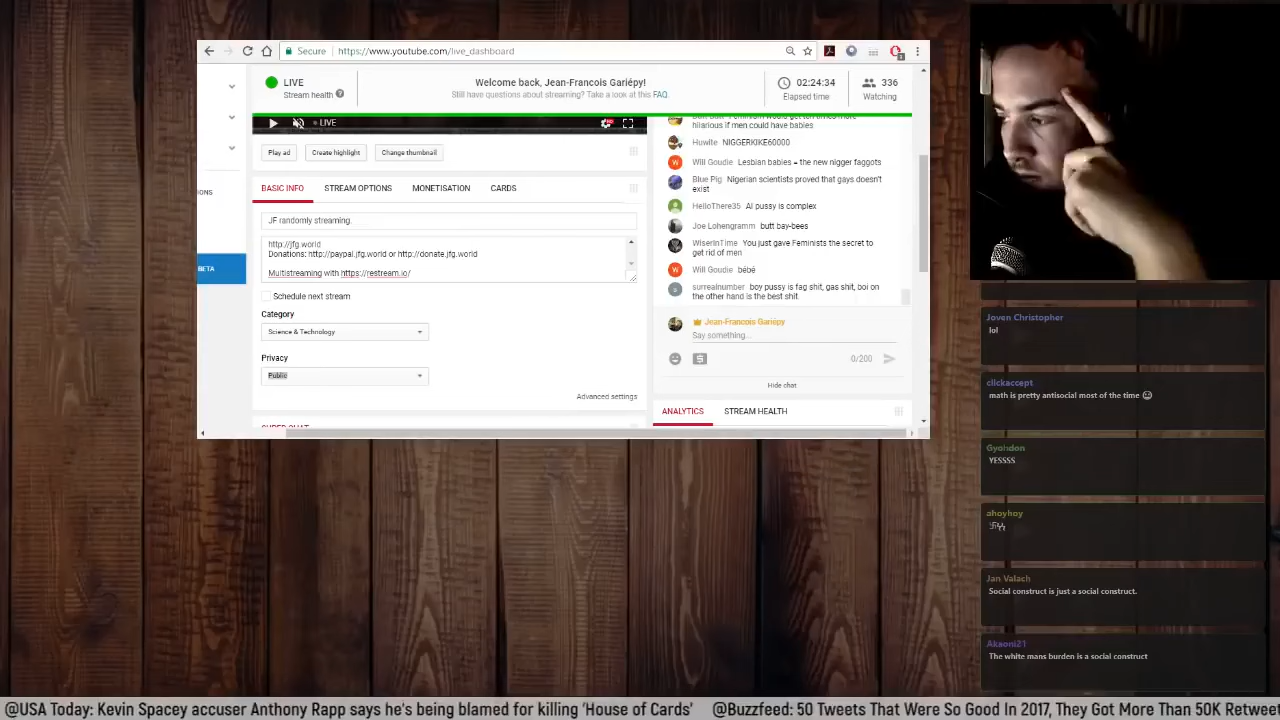 Secure
https://www.youtube.com/live_dashboard
LIVE
Stream health
Welcome back, Jean-Francois Gariépy!
Still have questions about streaming? Take a look at this FAQ.
02:24:34
Elapsed time
336
Watching
LIVE
Play ad
Create highlight
Change thumbnail
BASIC INFO
STREAM OPTIONS
MONETISATION
CARDS
JF randomly streaming.
http://jfg.world
Donations: http://paypal.jfg.world or http://donate.jfg.world
Multistreaming with https://restream.io/
Schedule next stream
Category
Science & Technology
Privacy
Public
Advanced settings
BETA
hilarious if men could have babies
Huwite NIGGERKIKE60000
Will Goudie Lesbian babies = the new nigger faggots
Blue Pig Nigerian scientists proved that gays doesn't
exist
HelloThere35 AI pussy is complex
Joe Lohengramm butt bay-bees
WiserInTime You just gave Feminists the secret to
get rid of men
Will Goudie bébé
surrealnumber boy pussy is fag shit, gas shit, boi on
the other hand is the best shit
Jean-Francois Gariépy
Say something...
0/200
Hide chat
ANALYTICS
STREAM HEALTH
Joven Christopher
lol
clickaccept
math is pretty antisocial most of the time
Gyohdon
YESSSS
ahoyhoy
Jan Valach
Social construct is just a social construct.
Akaoni21
The white mans burden is a social construct
@USA Today: Kevin Spacey accuser Anthony Rapp says he's being blamed for killing 'House of Cards'
@Buzzfeed: 50 Tweets That Were So Good In 2017, They Got More Than 50K Retweet